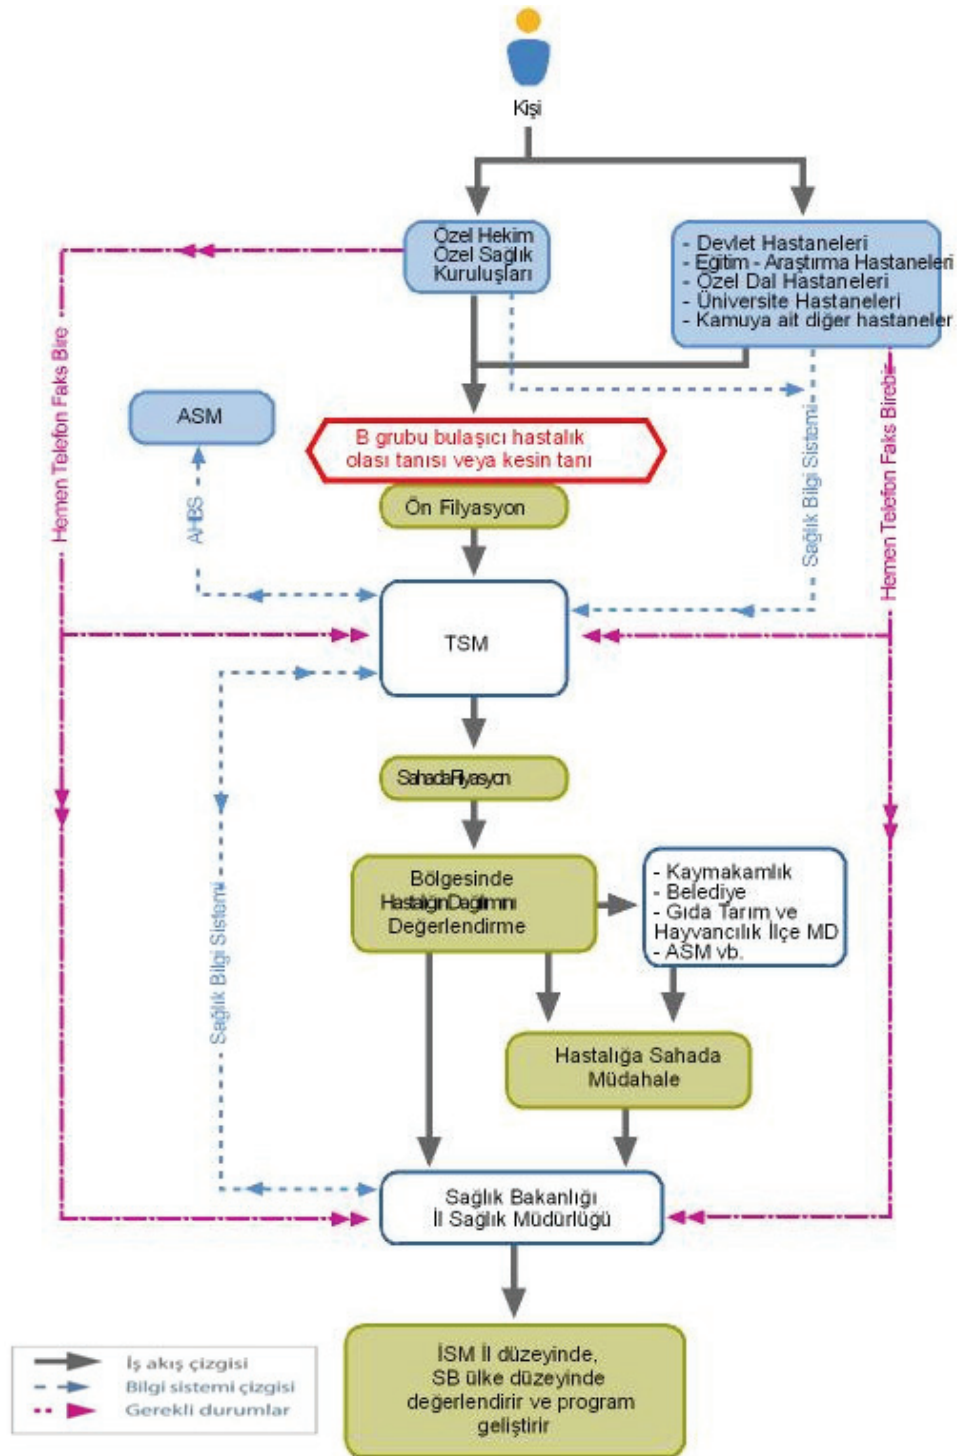 Kişi
Özel Hekim
Özel Sağlık
Kuruluşları
- Devlet Hastaneleri
- Eğitim - Araştırma Hastaneleri
- Özel Dal Hastaneleri
- Üniversite Hastaneleri
- Kamuya ait diğer hastaneler
Hemen Telefon Faks Bire
ASM
B grubu bulaşıcı hastalık
olası tanısı veya kesin tanı
Sağlık Bilgi Sistemi
Hemen Telefon Faks Birebir
Ön Filyasyon
AHBS
TSM
Sahada Filyasyon
Bölgesinde
Hastalığın Dağılımını
Değerlendirme
- Kaymakamlık
- Belediye
- Gıda Tarım ve
Hayvancılık İlçe MD
- ASM vb.
Sağlık Bilgi Sistemi
Hastalığa Sahada
Müdahale
Sağlık Bakanlığı
İl Sağlık Müdürlüğü
İş akış çizgisi
Bilgi sistemi çizgisi
Gerekli durumlar
İSM İl düzeyinde,
SB ülke düzeyinde
değerlendirir ve program
geliştirir